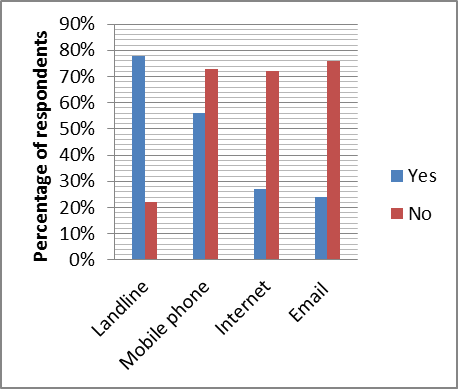 Percentage of respondents
90%
80%
70%
60%
50%
40%
30%
20%
10%
0%
Landline
Mobile phone
Internet
Email
Yes
No